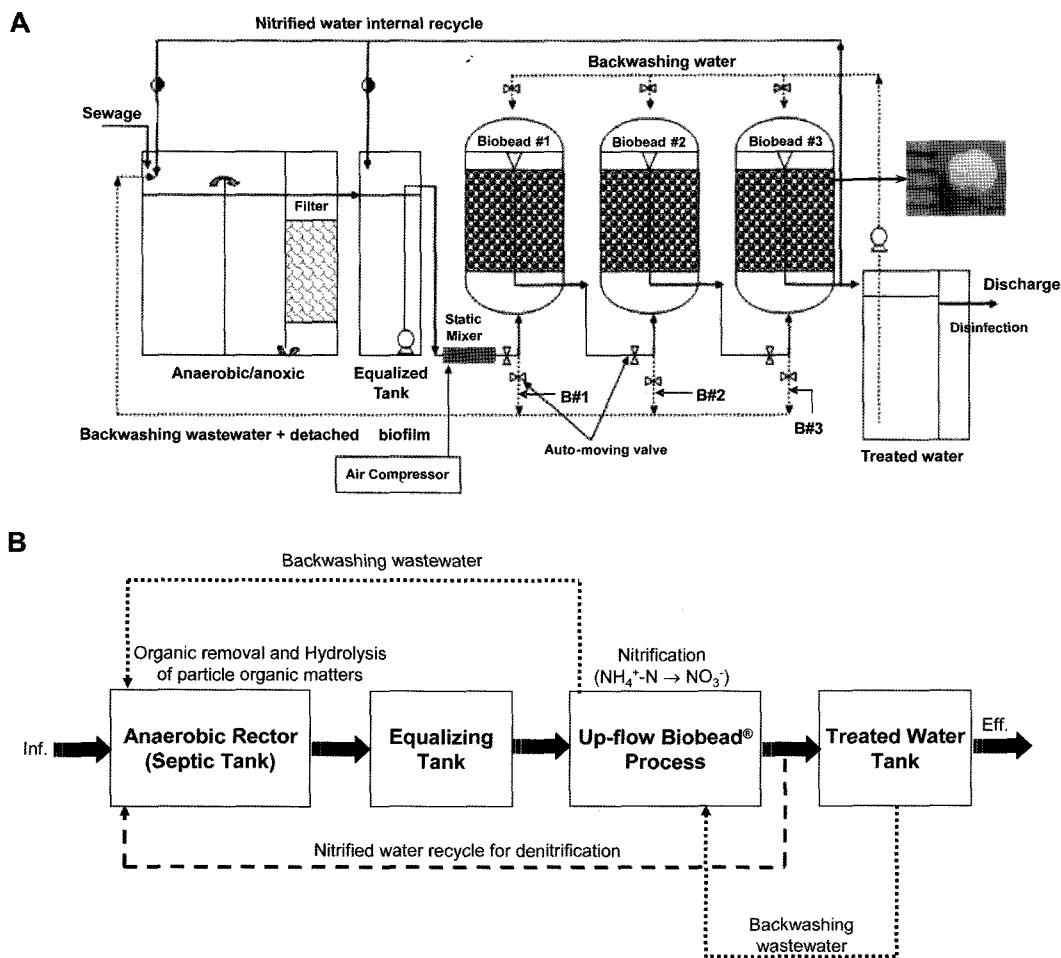 A
Nitrified water internal recycle
Backwashing water
Sewage
Biobead #1
Biobead #2
Biobead #3
Filter
Static
Mixer
Discharge
Disinfection
Anaerobic/anoxic
Equalized
Tank
B#1
B#2
B#3
Backwashing wastewater + detached biofilm
Auto-moving valve
Treated water
Air Compressor
B
Backwashing wastewater
Organic removal and Hydrolysis
of particle organic matters
Nitrification
(NH₄⁺-N → NO₃⁻)
Inf.
Anaerobic Rector
(Septic Tank)
Equalizing
Tank
Up-flow Biobead®
Process
Treated Water
Tank
Eff.
Nitrified water recycle for denitrification
Backwashing
wastewater